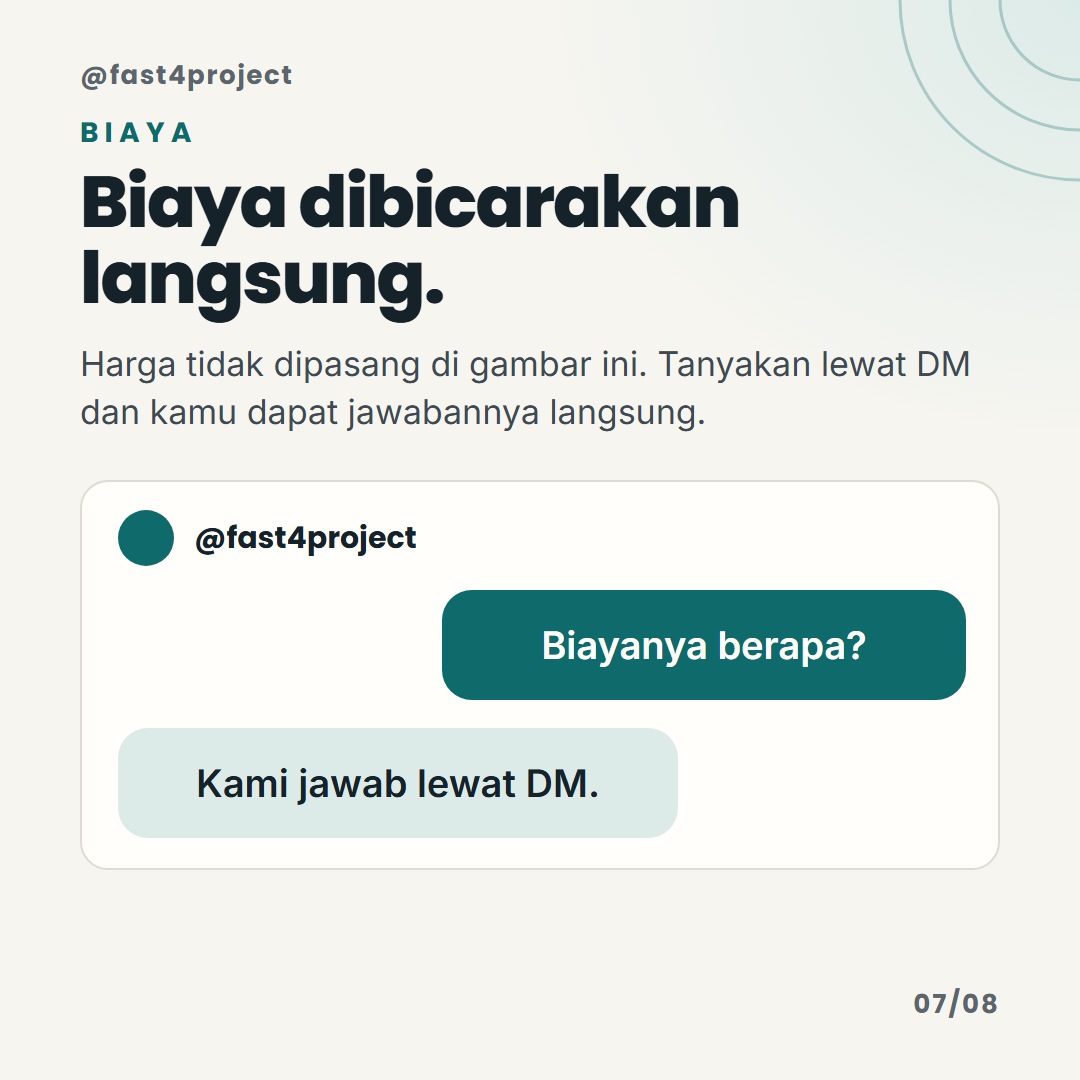 @fast4project
BIAYA
Biaya dibicarakan
langsung.
Harga tidak dipasang di gambar ini. Tanyakan lewat DM
dan kamu dapat jawabannya langsung.
@fast4project
Biayanya berapa?
Kami jawab lewat DM.
07/08